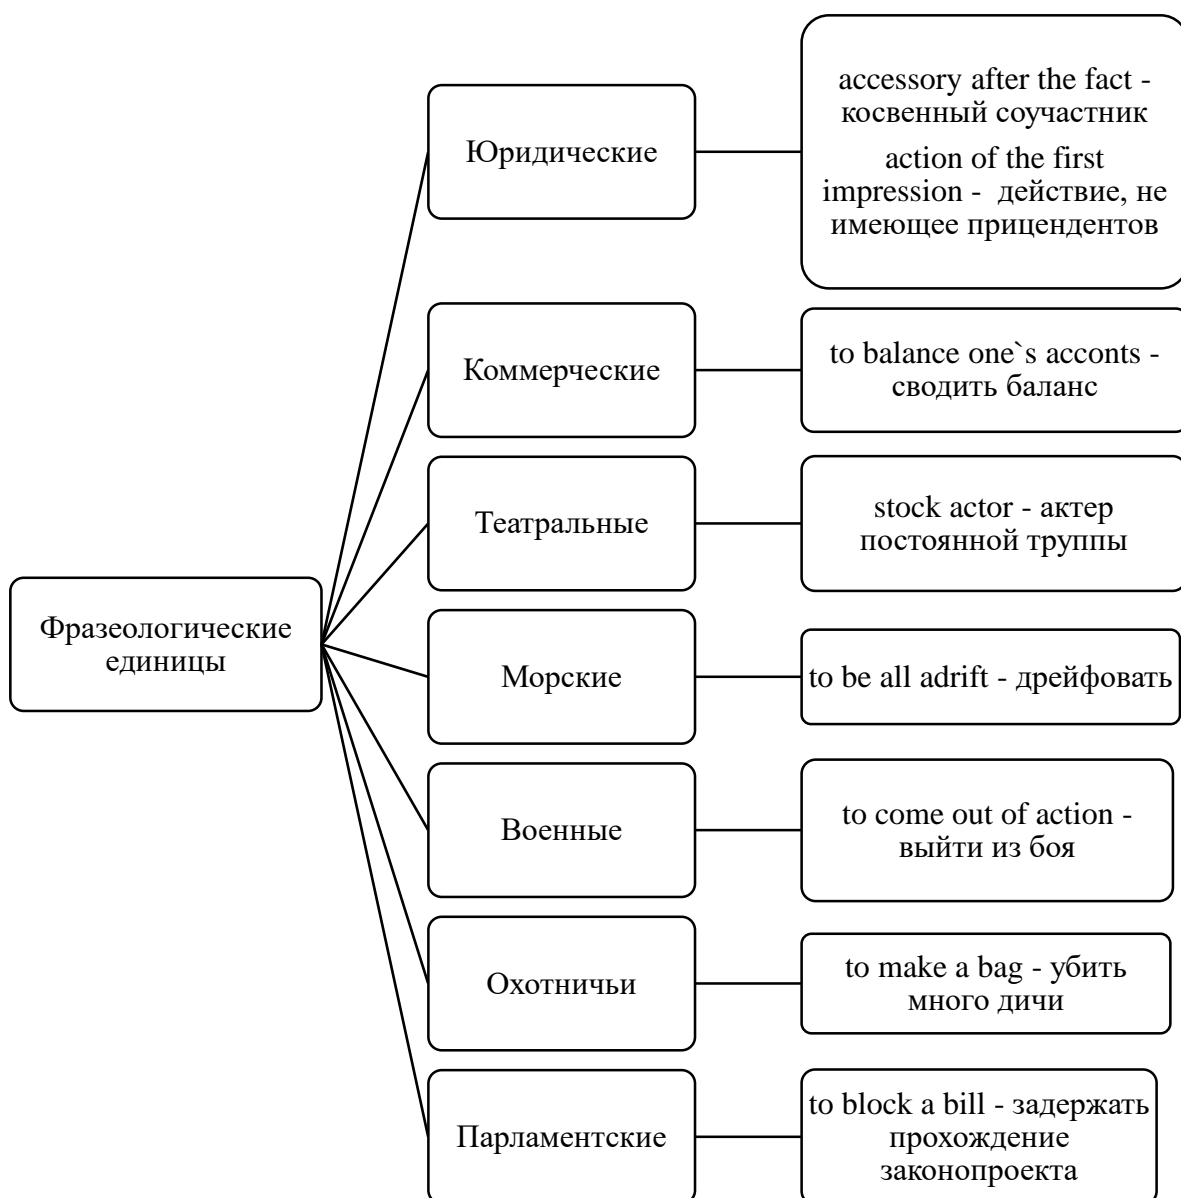 Фразеологические
единицы
Юридические
accessory after the fact -
косвенный соучастник
action of the first
impression - действие, не
имеющее прицендентов
Коммерческие
to balance one`s acconts -
сводить баланс
Театральные
stock actor - актер
постоянной труппы
Морские
to be all adrift - дрейфовать
Военные
to come out of action -
выйти из боя
Охотничьи
to make a bag - убить
много дичи
Парламентские
to block a bill - задержать
прохождение
законопроекта